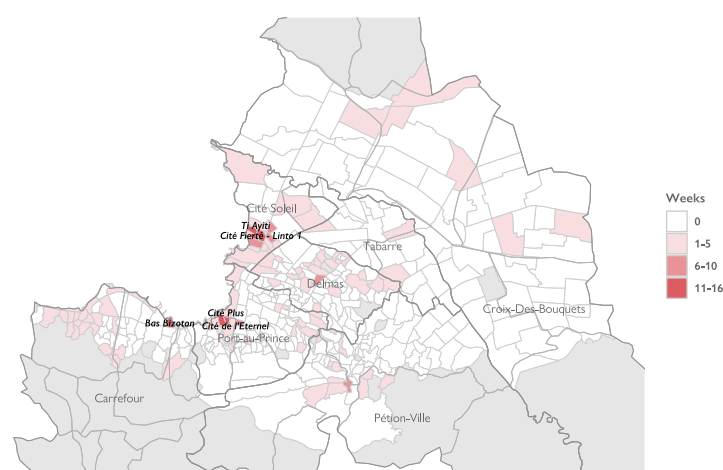 Weeks
0
1-5
6-10
11-16
Cité Soleil
Ti Ayiti
Cité Fierté - Linto 1
Tabarre
Delmas
Croix-Des-Bouquets
Cité Plus
Bas Bizoton
Cité de l'Eternel
Port-au-Prince
Carrefour
Pétion-Ville